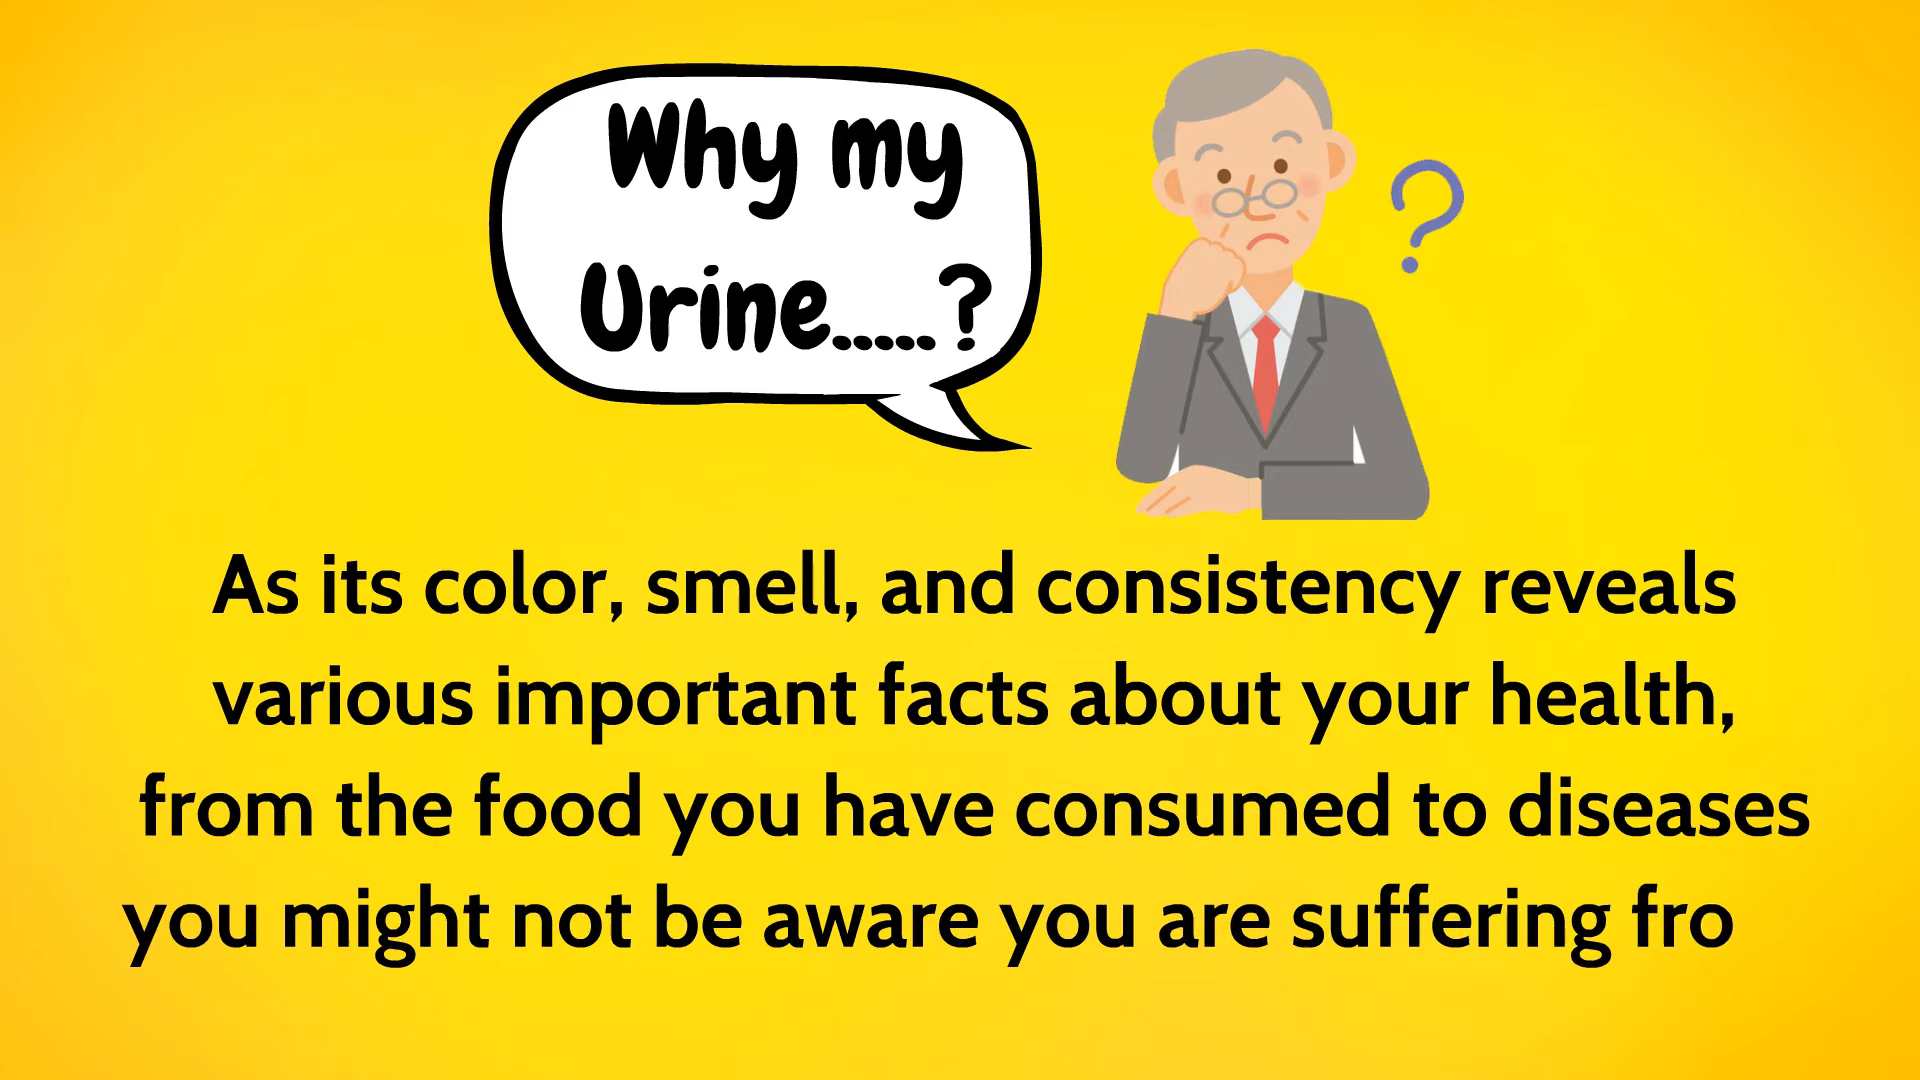 Why my
Urine.....?
?
As its color, smell, and consistency reveals
various important facts about your health,
from the food you have consumed to diseases
you might not be aware you are suffering fro